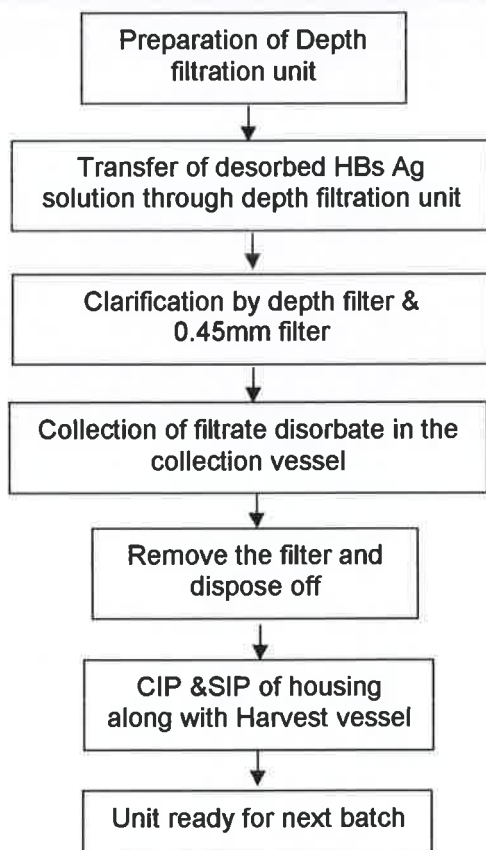 Preparation of Depth
filtration unit
Transfer of desorbed HBs Ag
solution through depth filtration unit
Clarification by depth filter &
0.45mm filter
Collection of filtrate disorbate in the
collection vessel
Remove the filter and
dispose off
CIP &SIP of housing
along with Harvest vessel
Unit ready for next batch